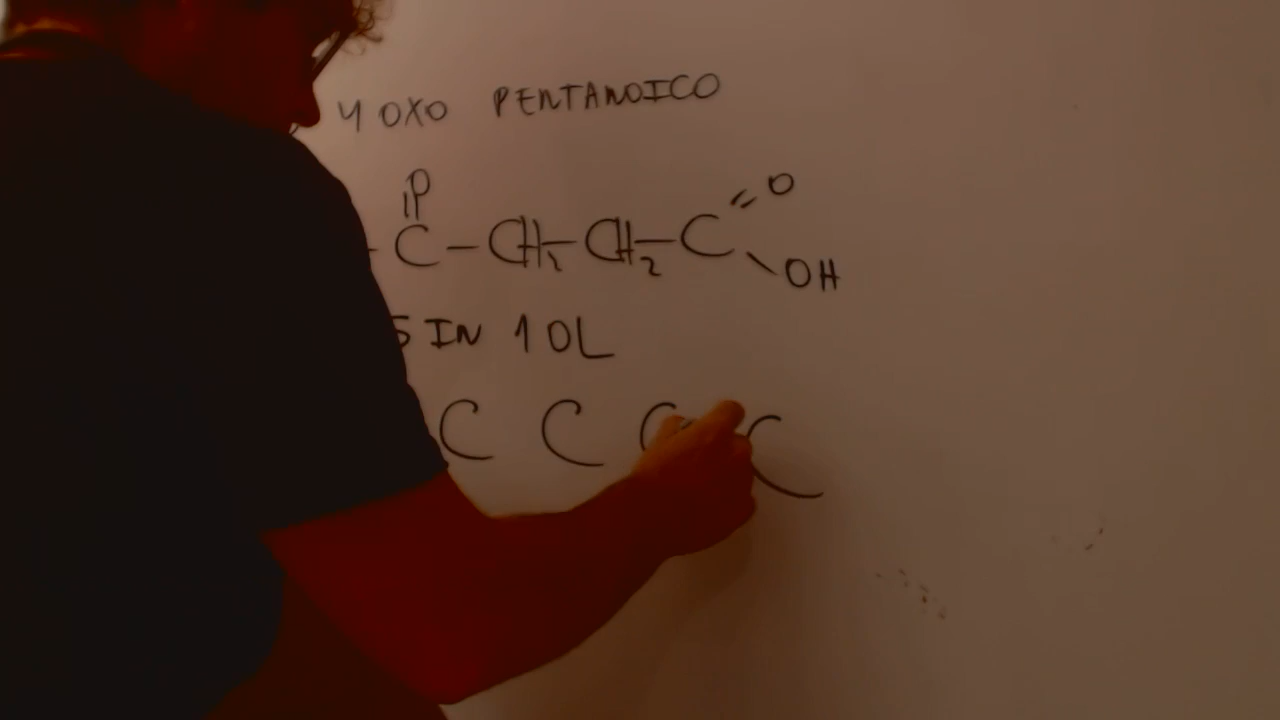 4 OXO PENTANOICO
O
– C – CH2 – CH2 – C = O
OH
IN 1 OL
C C C C